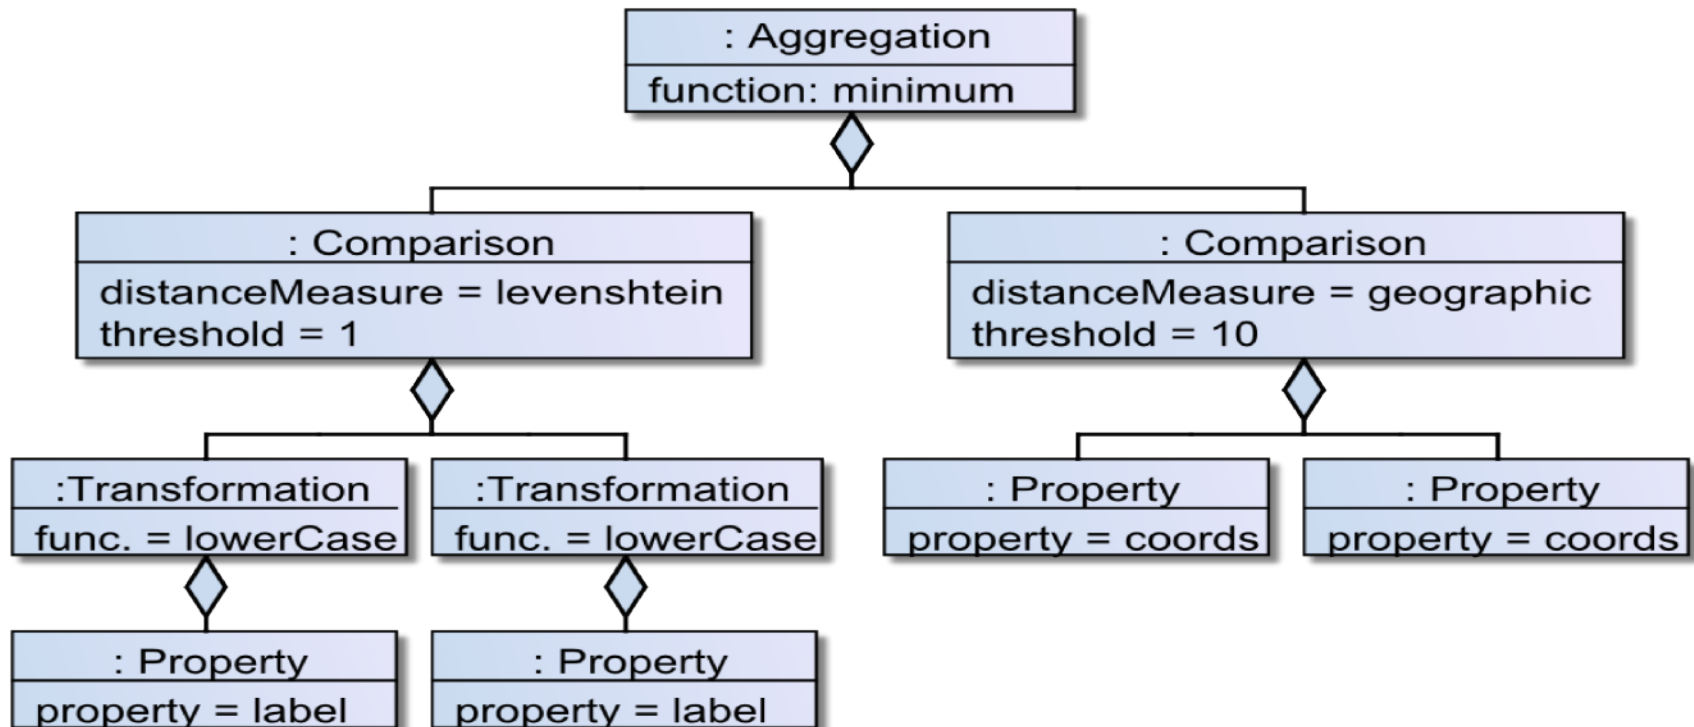 : Aggregation
function: minimum
: Comparison
distanceMeasure = levenshtein
threshold = 1
: Comparison
distanceMeasure = geographic
threshold = 10
:Transformation
func. = lowerCase
:Transformation
func. = lowerCase
: Property
property = coords
: Property
property = coords
: Property
property = label
: Property
property = label